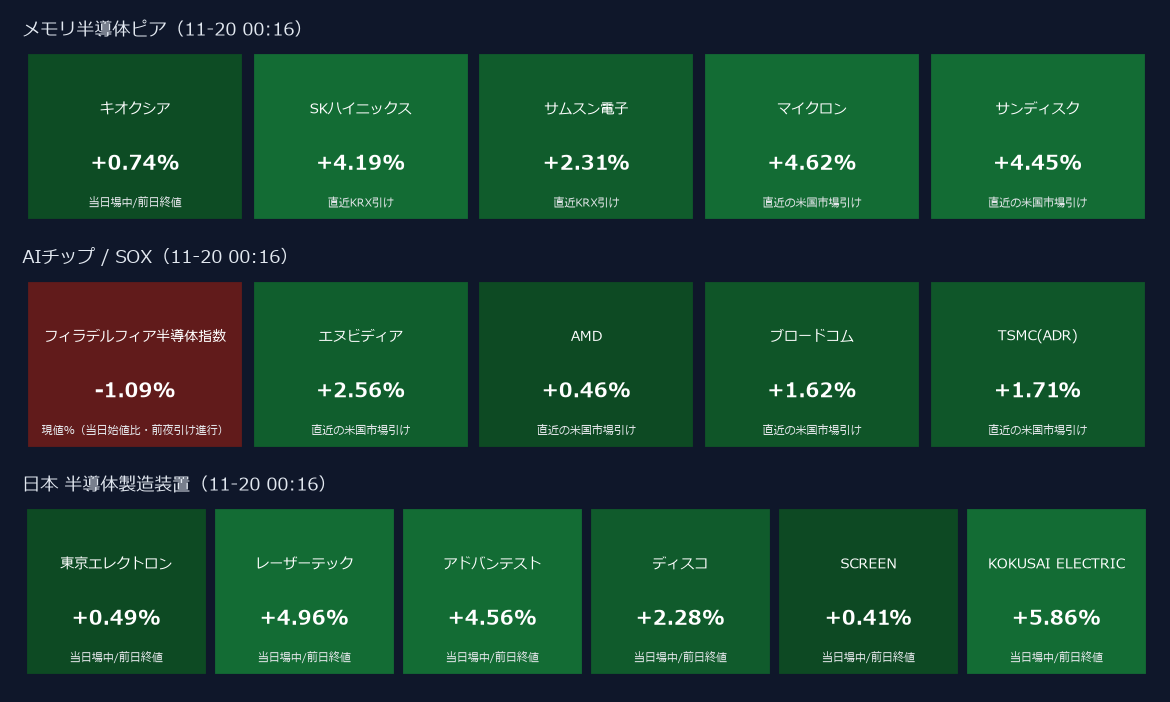 メモリ半導体ピア（11-20 00:16）
キオクシア
+0.74%
当日場中/前日終値
SKハイニックス
+4.19%
直近KRX引け
サムスン電子
+2.31%
直近KRX引け
マイクロン
+4.62%
直近の米国市場引け
サンディスク
+4.45%
直近の米国市場引け
AIチップ / SOX（11-20 00:16）
フィラデルフィア半導体指数
-1.09%
現値%（当日始値比・前夜引け進行）
エヌビディア
+2.56%
直近の米国市場引け
AMD
+0.46%
直近の米国市場引け
ブロードコム
+1.62%
直近の米国市場引け
TSMC(ADR)
+1.71%
直近の米国市場引け
日本 半導体製造装置（11-20 00:16）
東京エレクトロン
+0.49%
当日場中/前日終値
レーザーテック
+4.96%
当日場中/前日終値
アドバンテスト
+4.56%
当日場中/前日終値
ディスコ
+2.28%
当日場中/前日終値
SCREEN
+0.41%
当日場中/前日終値
KOKUSAI ELECTRIC
+5.86%
当日場中/前日終値